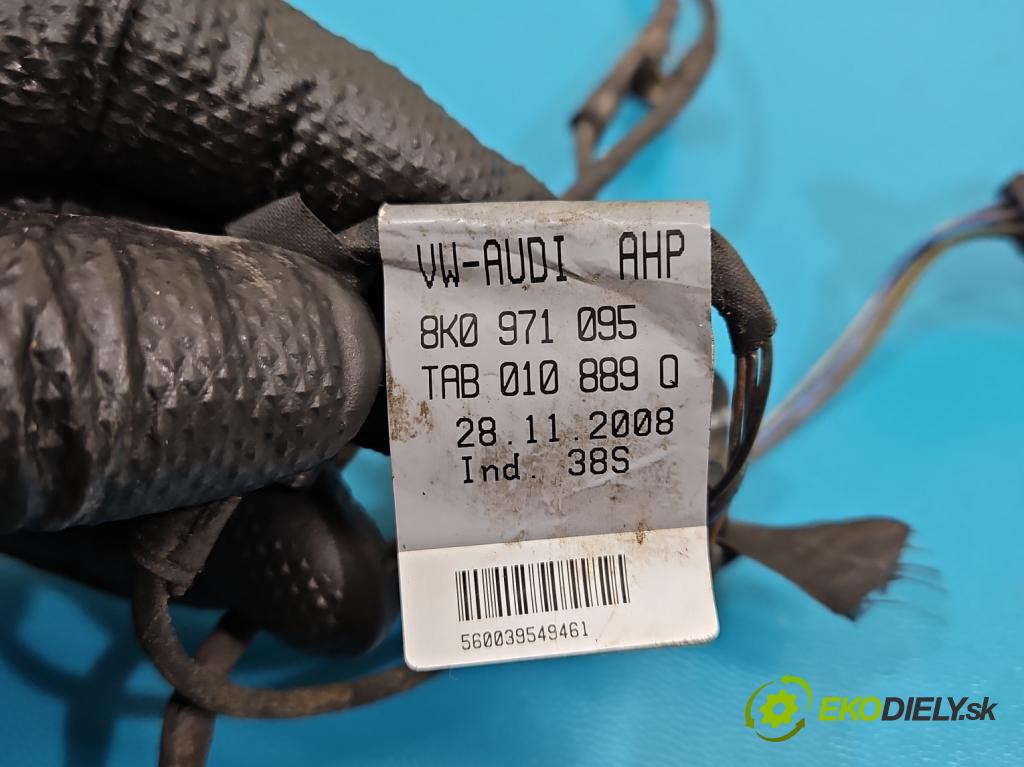 VW-AUDI AHP
8K0 971 095
TAB 010 889 Q
28.11.2008
Ind. 38S
560039549461
EKODIELY.sk